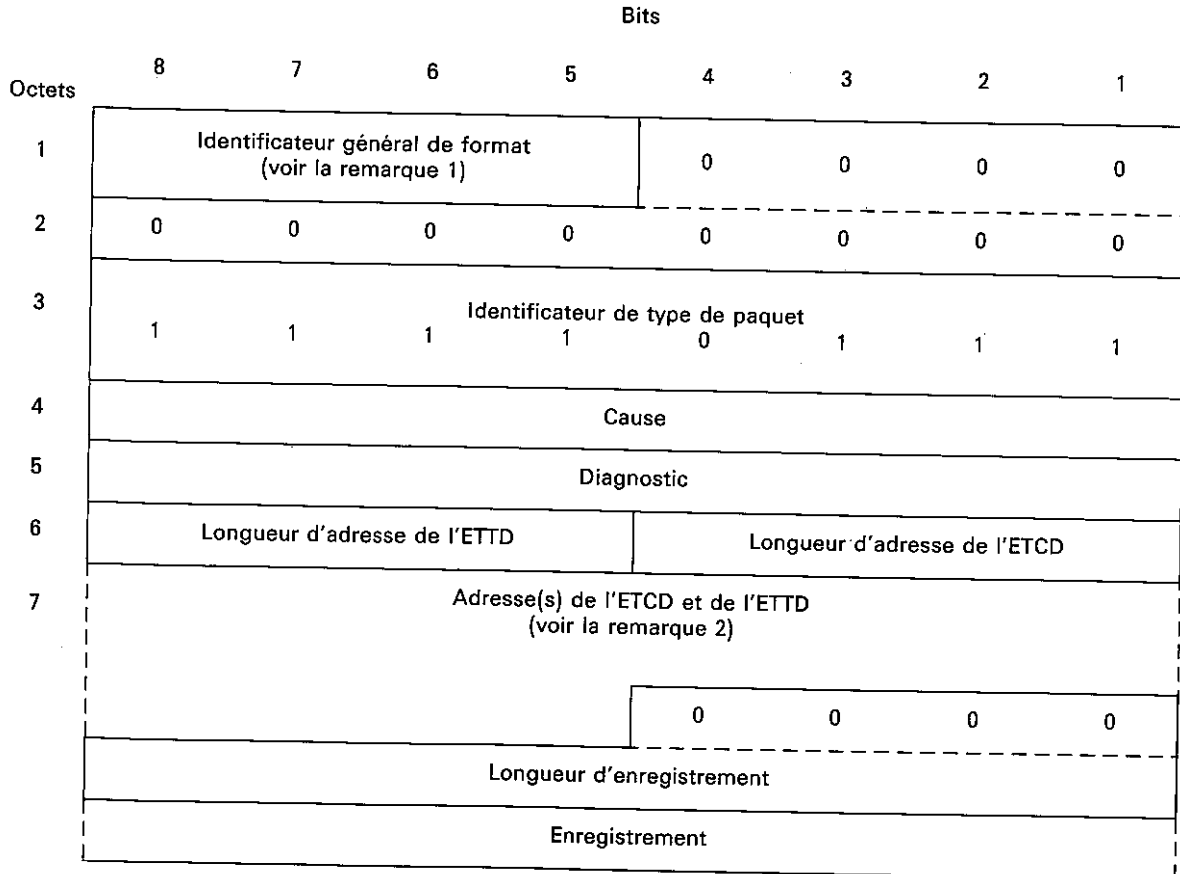 Bits
Octets 8 7 6 5 4 3 2 1
1 Identificateur général de format 0 0 0 0
(voir la remarque 1)
2 0 0 0 0 0 0 0 0
3 Identificateur de type de paquet
1 1 1 1 0 1 1 1
4 Cause
5 Diagnostic
6 Longueur d'adresse de l'ETTD Longueur d'adresse de l'ETCD
7 Adresse(s) de l'ETCD et de l'ETTD
(voir la remarque 2)
0 0 0 0
Longueur d'enregistrement
Enregistrement